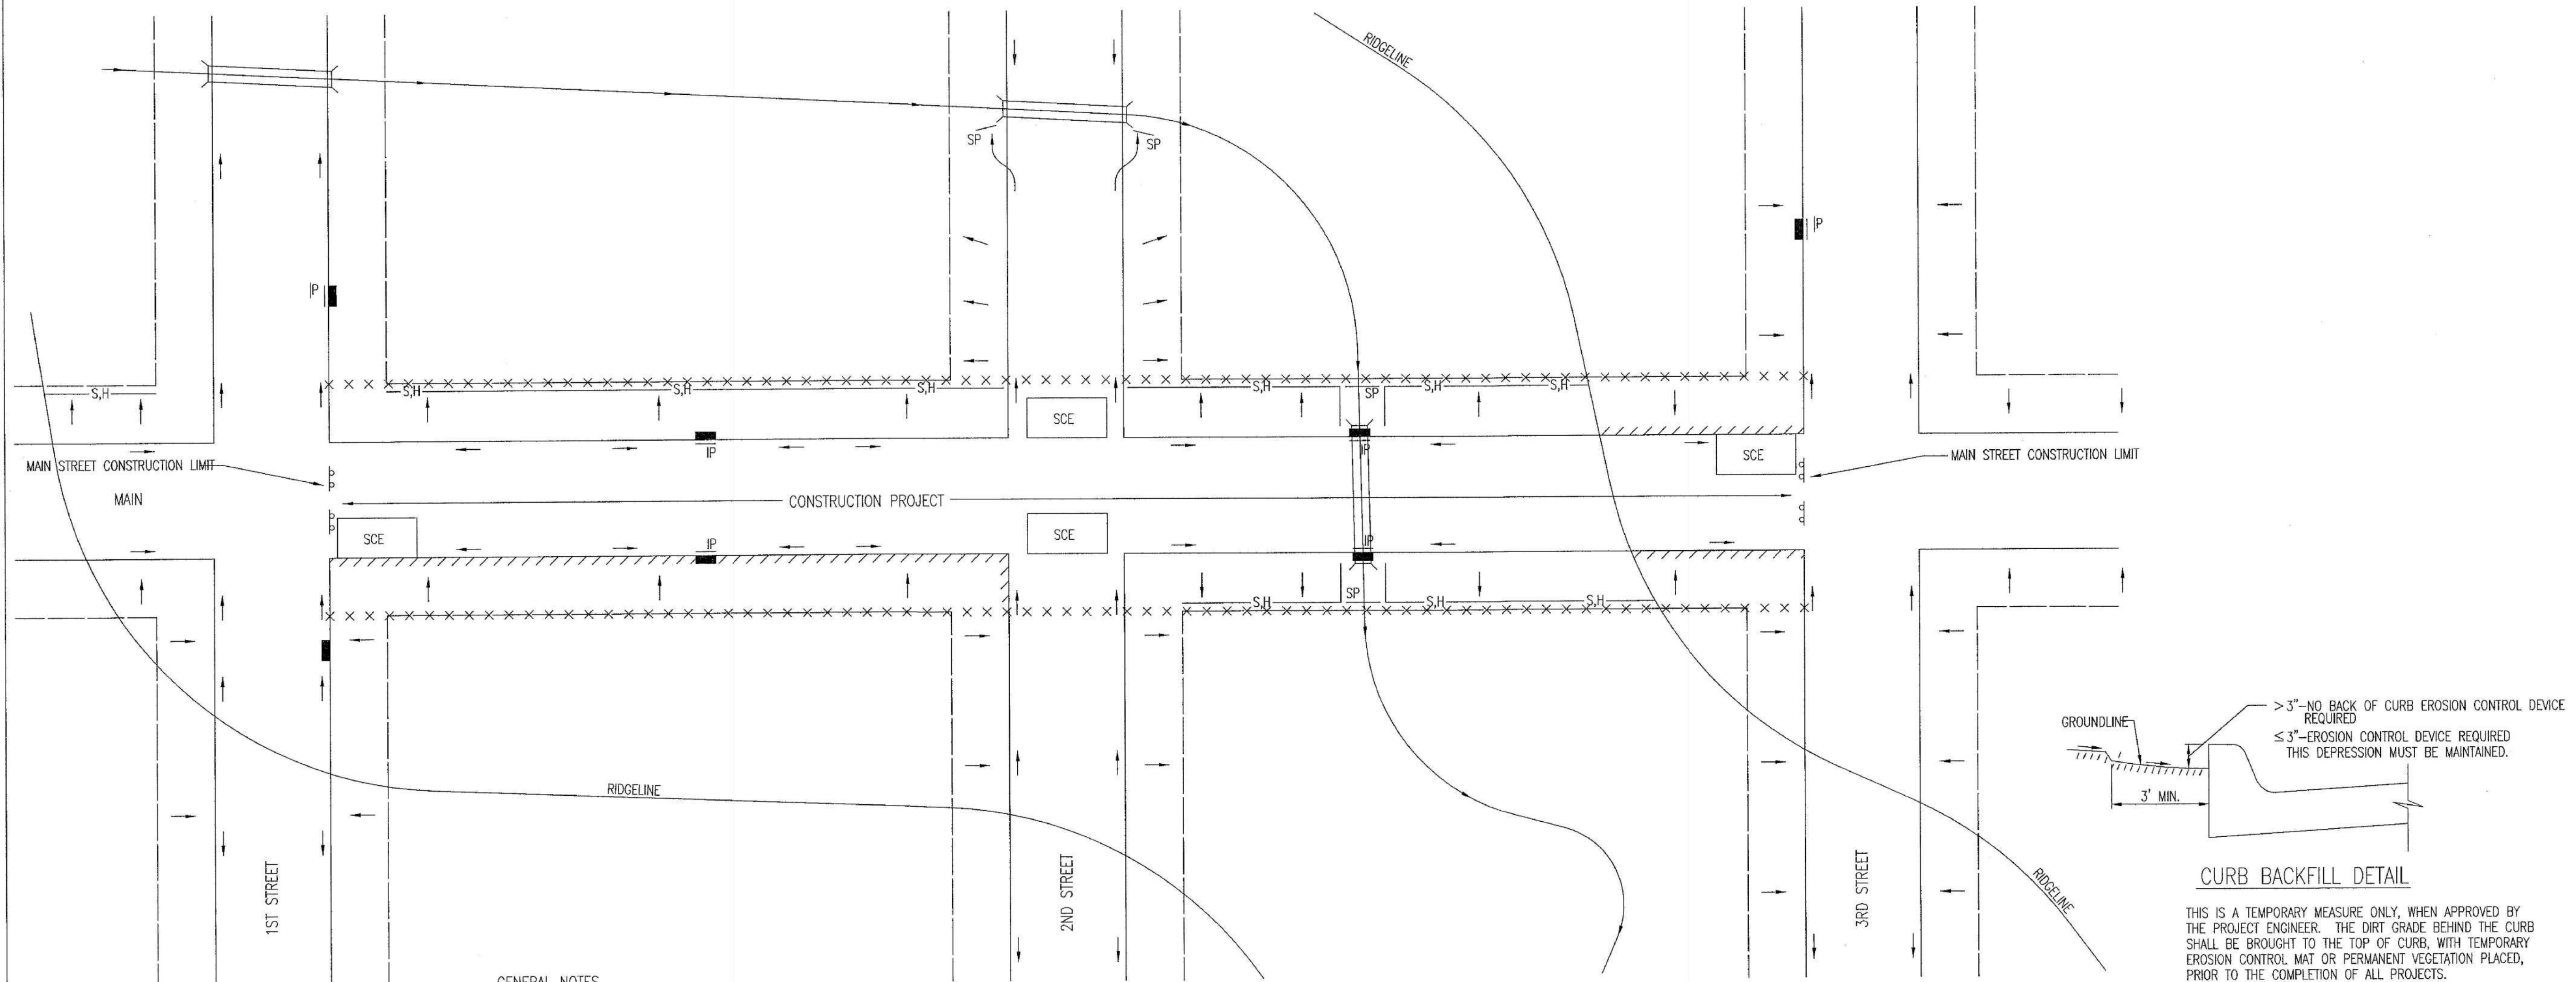 RIDGELINE
SP
SP
IP
IP
S,H
S,H
S,H
S,H
S,H
SP
S,H
S,H
SCE
IP
IP
SCE
MAIN STREET CONSTRUCTION LIMIT
MAIN STREET CONSTRUCTION LIMIT
MAIN
CONSTRUCTION PROJECT
SCE
SCE
IP
IP
S,H
SP
S,H
S,H
RIDGELINE
1ST STREET
2ND STREET
3RD STREET
RIDGELINE
GROUNDLINE
>3"-NO BACK OF CURB EROSION CONTROL DEVICE
REQUIRED
≤3"-EROSION CONTROL DEVICE REQUIRED
THIS DEPRESSION MUST BE MAINTAINED.
3' MIN.
CURB BACKFILL DETAIL
THIS IS A TEMPORARY MEASURE ONLY, WHEN APPROVED BY
THE PROJECT ENGINEER. THE DIRT GRADE BEHIND THE CURB
SHALL BE BROUGHT TO THE TOP OF CURB, WITH TEMPORARY
EROSION CONTROL MAT OR PERMANENT VEGETATION PLACED,
PRIOR TO THE COMPLETION OF ALL PROJECTS.
GENERAL NOTES